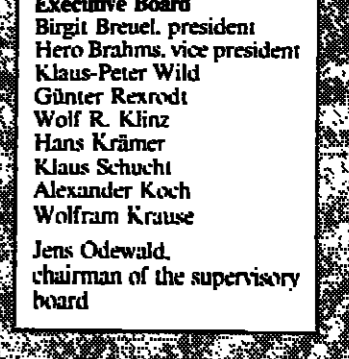 Executive Board
Birgit Breuel, president
Hero Brahms, vice president
Klaus-Peter Wild
Günter Rexrodt
Wolf R. Klinz
Hans Krämer
Klaus Schucht
Alexander Koch
Wolfram Krause
Jens Odewald,
chairman of the supervisory
board